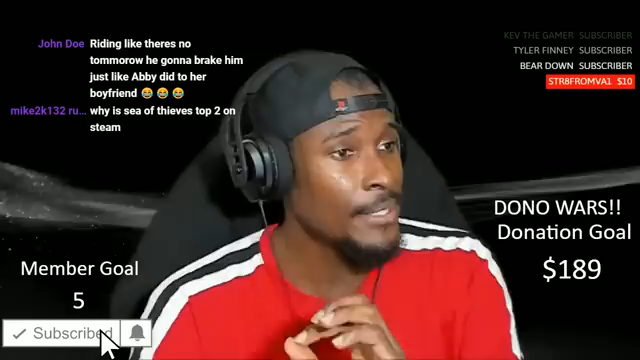 John Doe Riding like theres no
tommorow he gonna brake him
just like Abby did to her
boyfriend 😂 😂 😂
mike2k132 ru... why is sea of thieves top 2 on
steam
KEV THE GAMER SUBSCRIBER
TYLER FINNEY SUBSCRIBER
BEAR DOWN SUBSCRIBER
STR8FROMVA1 $10
DONO WARS!!
Donation Goal
$189
Member Goal
5
Subscribed